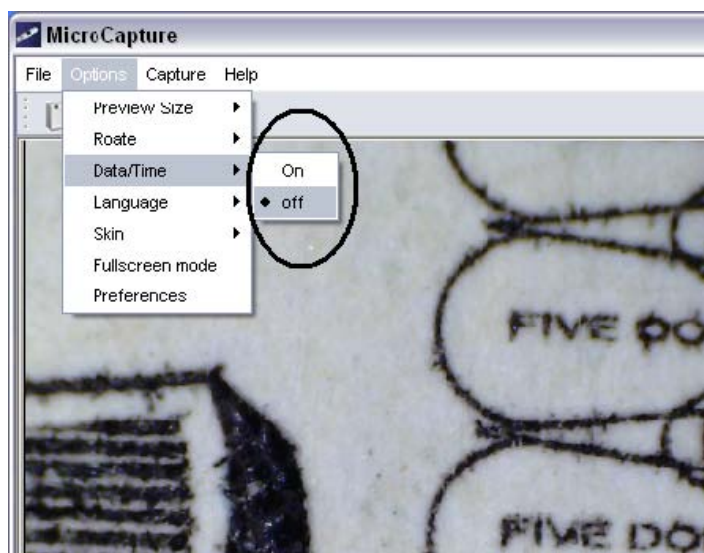 MicroCapture
File Options Capture Help
Preview Size
Roate
Data/Time
On
Language
off
Skin
Fullscreen mode
Preferences
FIVE DO
FIVE DO